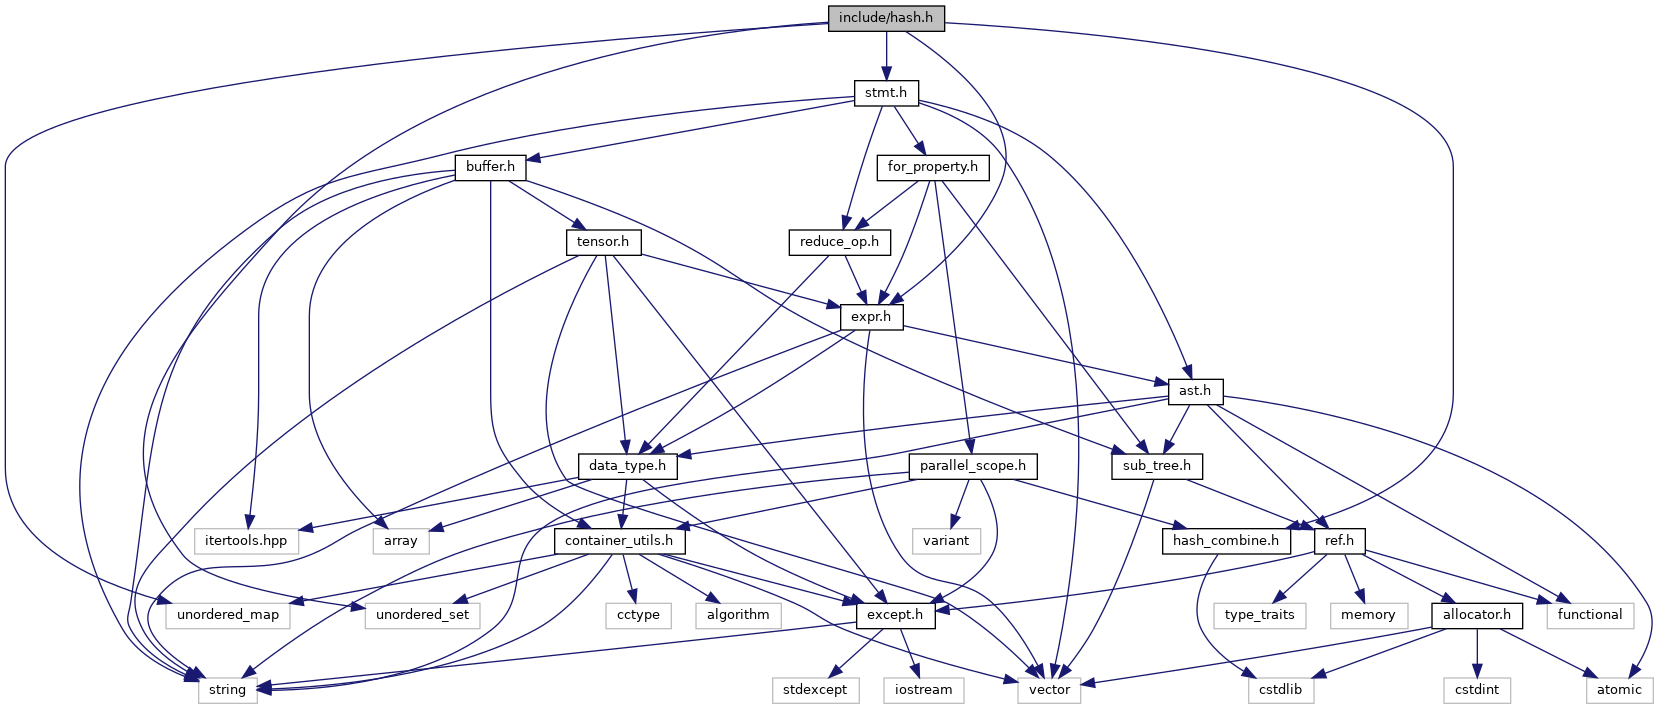 include/hash.h
stmt.h
buffer.h
for_property.h
tensor.h
reduce_op.h
expr.h
ast.h
data_type.h
parallel_scope.h
sub_tree.h
itertools.hpp
array
container_utils.h
variant
hash_combine.h
ref.h
unordered_map
unordered_set
cctype
algorithm
except.h
type_traits
memory
allocator.h
functional
string
stdexcept
iostream
vector
cstdlib
cstdint
atomic